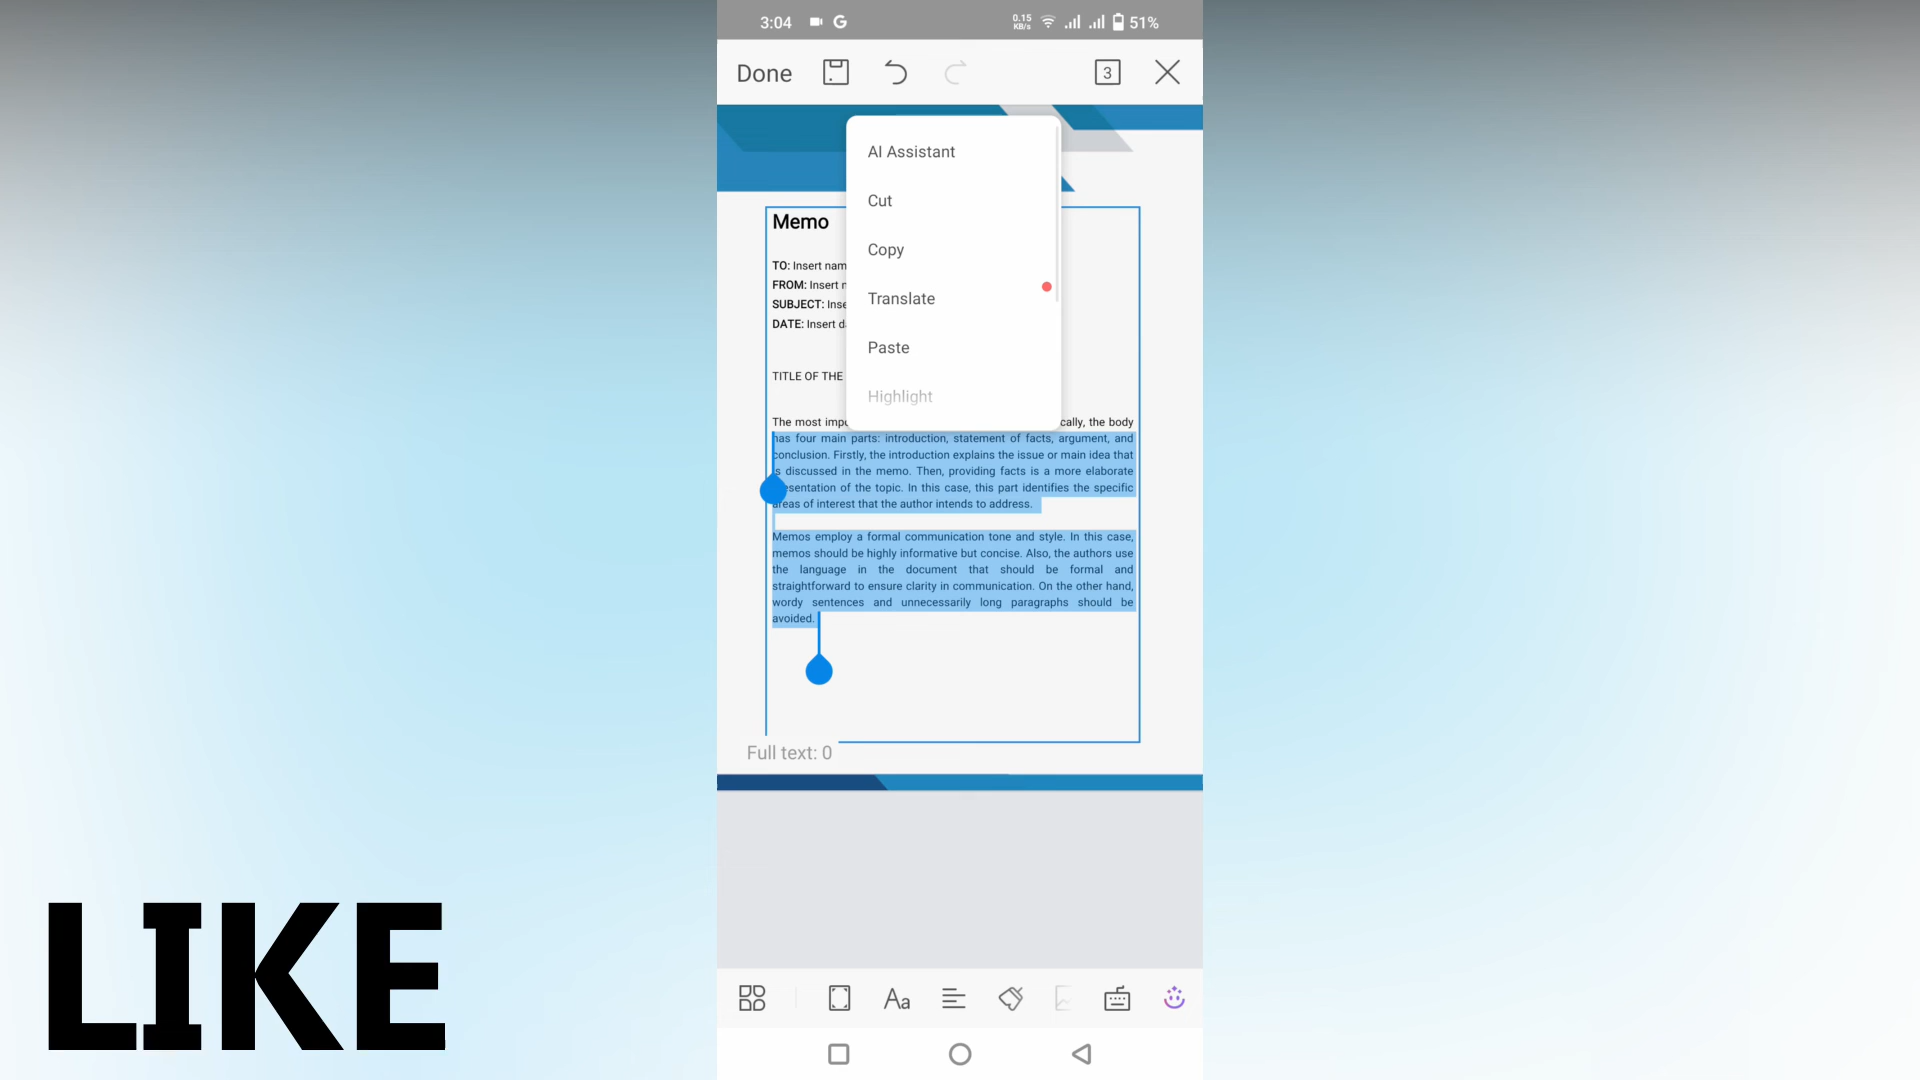 3:04 G 0.15 KB/s 51%
Done 3
AI Assistant
Cut
Copy
Translate
Paste
Highlight
Memo
TO: Insert nam
FROM: Insert
SUBJECT: Inse
DATE: Insert d
TITLE OF THE
The most impo cally, the body
has four main parts: introduction, statement of facts, argument, and
conclusion. Firstly, the introduction explains the issue or main idea that
is discussed in the memo. Then, providing facts is a more elaborate
esentation of the topic. In this case, this part identifies the specific
areas of interest that the author intends to address.
Memos employ a formal communication tone and style. In this case,
memos should be highly informative but concise. Also, the authors use
the language in the document that should be formal and
straightforward to ensure clarity in communication. On the other hand,
wordy sentences and unnecessarily long paragraphs should be
avoided.
Full text: 0
Aa
LIKE